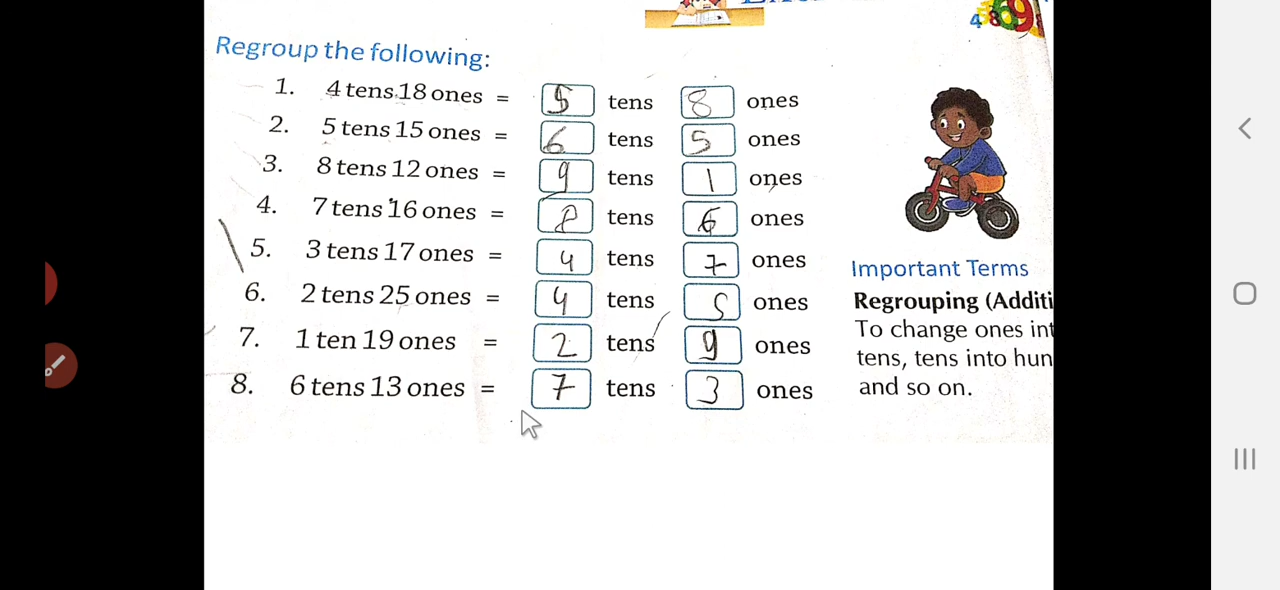 Regroup the following:
1. 4 tens 18 ones = 5 tens 8 ones
2. 5 tens 15 ones = 6 tens 5 ones
3. 8 tens 12 ones = 9 tens 1 ones
4. 7 tens 16 ones = 8 tens 6 ones
5. 3 tens 17 ones = 4 tens 7 ones
6. 2 tens 25 ones = 4 tens 5 ones
7. 1 ten 19 ones = 2 tens 9 ones
8. 6 tens 13 ones = 7 tens 3 ones
Important Terms
Regrouping (Additi
To change ones int
tens, tens into hun
and so on.